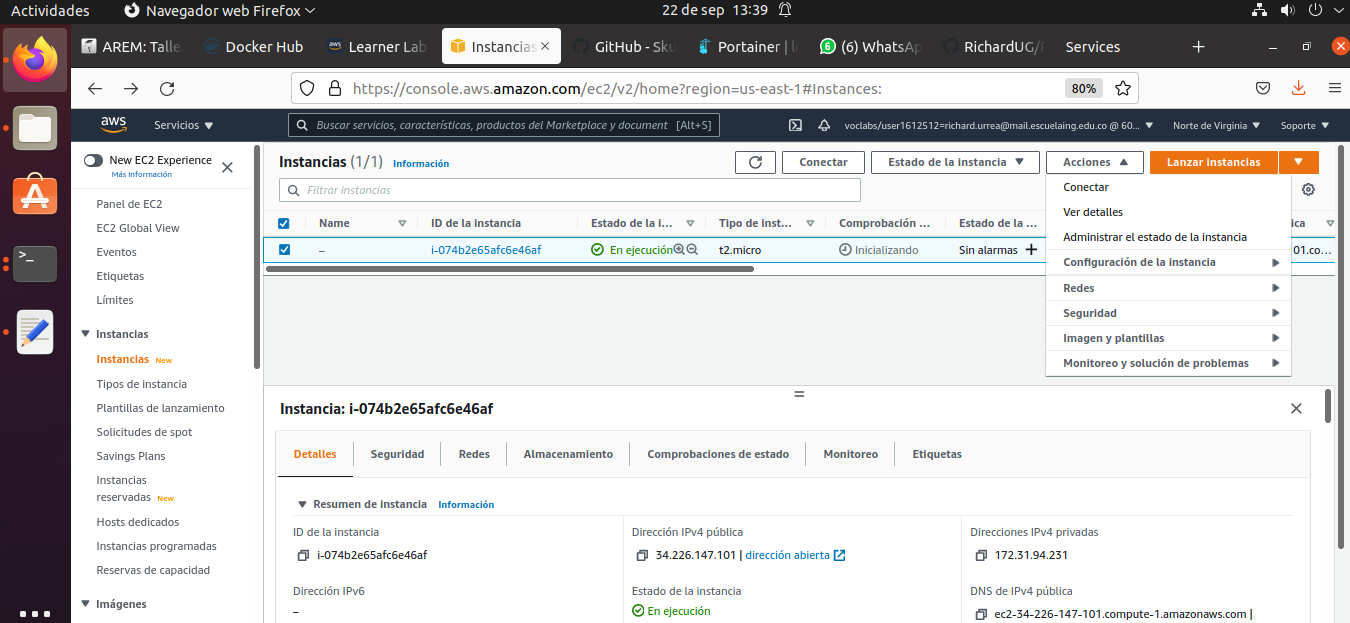 Actividades
Navegador web Firefox
22 de sep 13:39
AREM: Talle
Docker Hub
Learner Lab
Instancias
GitHub - Sku
Portainer | l
(6) WhatsAp
RichardUG/
Services
https://console.aws.amazon.com/ec2/v2/home?region=us-east-1#Instances:
80%
aws
Servicios
Buscar servicios, características, productos del Marketplace y document [Alt+S]
voclabs/user1612512=richard.urrea@mail.escuelaing.edu.co @ 60...
Norte de Virginia
Soporte
New EC2 Experience
Más información
Panel de EC2
EC2 Global View
Eventos
Etiquetas
Límites
Instancias
Instancias New
Tipos de instancia
Plantillas de lanzamiento
Solicitudes de spot
Savings Plans
Instancias
reservadas New
Hosts dedicados
Instancias programadas
Reservas de capacidad
Imágenes
Instancias (1/1) Información
Conectar
Estado de la instancia
Acciones
Lanzar instancias
Filtrar instancias
Name
ID de la instancia
Estado de la i...
Tipo de inst...
Comprobación ...
Estado de la ...
ica
–
i-074b2e65afc6e46af
En ejecución
t2.micro
Inicializando
Sin alarmas
01.co...
Conectar
Ver detalles
Administrar el estado de la instancia
Configuración de la instancia
Redes
Seguridad
Imagen y plantillas
Monitoreo y solución de problemas
Instancia: i-074b2e65afc6e46af
Detalles
Seguridad
Redes
Almacenamiento
Comprobaciones de estado
Monitoreo
Etiquetas
Resumen de instancia Información
ID de la instancia
i-074b2e65afc6e46af
Dirección IPv4 pública
34.226.147.101 | dirección abierta
Direcciones IPv4 privadas
172.31.94.231
Dirección IPv6
–
Estado de la instancia
En ejecución
DNS de IPv4 pública
ec2-34-226-147-101.compute-1.amazonaws.com |